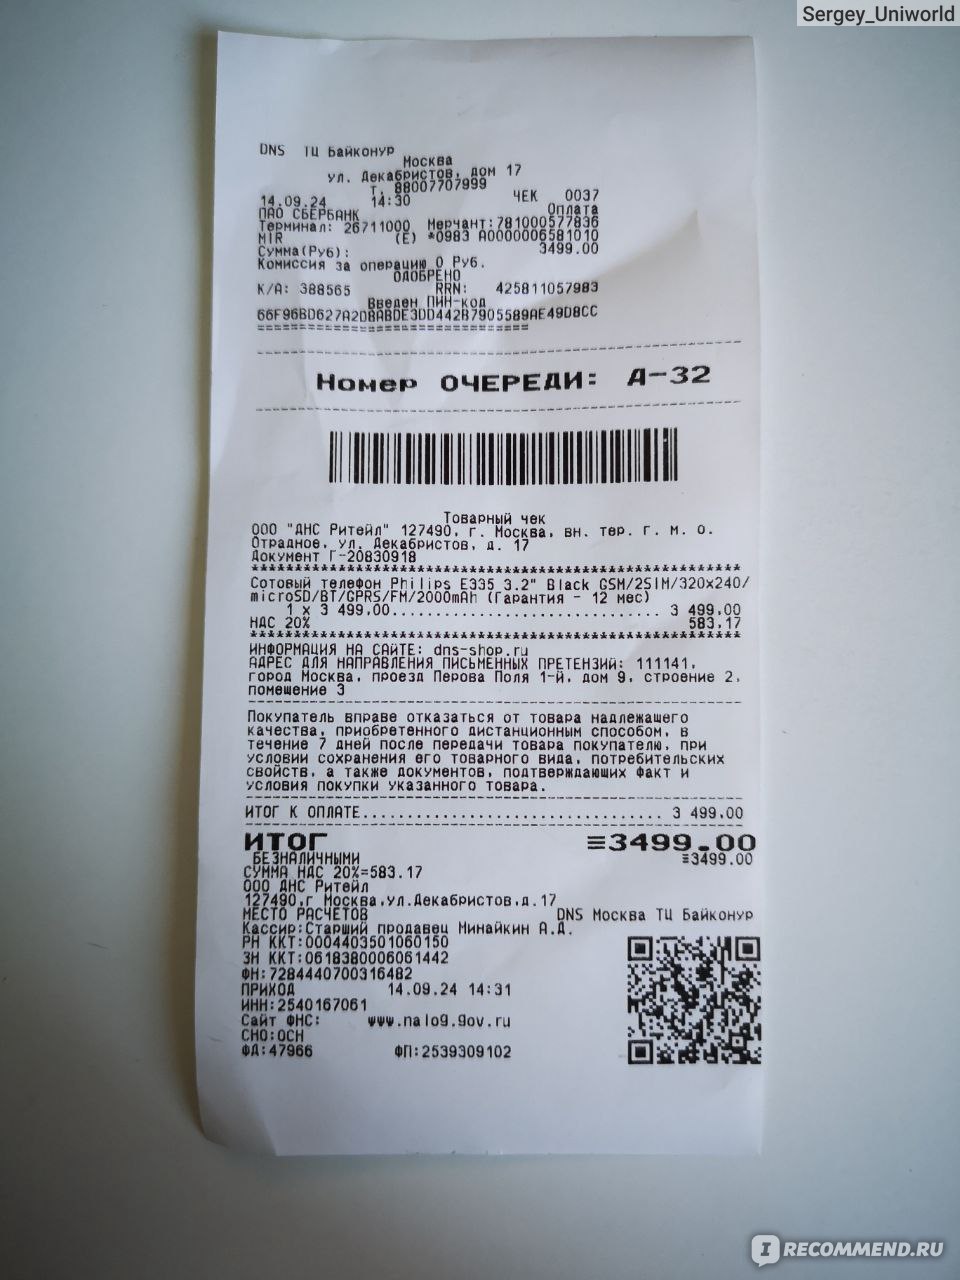 Sergey_Uniworld
DNS ТЦ Байконур
Москва
ул. Декабристов, дом 17
т. 88007707999
14.09.24 14:30 ЧЕК 0037
ПАО СБЕРБАНК Оплата
Терминал: 26711000 Мерчант:781000577836
MIR (E) *0983 A0000006581010
Сумма(Руб): 3499.00
Комиссия за операцию 0 Руб.
ОДОБРЕНО
К/А: 388565 RRN: 425811057983
Введен ПИН-код
66F96BD627A2DBABDE3DD442B7905589AE49D8CC
==================================
Номер ОЧЕРЕДИ: Д-32
Товарный чек
ООО "ДНС Ритейл" 127490, г. Москва, вн. тер. г. м. о.
Отрадное, ул. Декабристов, д. 17
Документ Г-20830918
Сотовый телефон Philips E335 3.2" Black GSM/2SIM/320x240/
microSD/BT/GPRS/FM/2000mAh (Гарантия - 12 мес)
1 x 3 499.00................................ 3 499.00
НДС 20% 583.17
ИНФОРМАЦИЯ НА САЙТЕ: dns-shop.ru
АДРЕС ДЛЯ НАПРАВЛЕНИЯ ПИСЬМЕННЫХ ПРЕТЕНЗИЙ: 111141,
город Москва, проезд Перова Поля 1-й, дом 9, строение 2,
помещение 3
Покупатель вправе отказаться от товара надлежащего
качества, приобретенного дистанционным способом, в
течение 7 дней после передачи товара покупателю, при
условии сохранения его товарного вида, потребительских
свойств, а также документов, подтверждающих факт и
условия покупки указанного товара.
ИТОГ К ОПЛАТЕ.................................... 3 499.00
ИТОГ ≡3499.00
БЕЗНАЛИЧНЫМИ ≡3499.00
СУММА НДС 20%=583.17
ООО ДНС Ритейл
127490,г Москва,ул.Декабристов,д.17
МЕСТО РАСЧЕТОВ DNS Москва ТЦ Байконур
Кассир:Старший продавец Минайкин А.Д.
РН ККТ:0004403501060150
ЗН ККТ:0618380006061442
ФН:7284440700316482
ПРИХОД 14.09.24 14:31
ИНН:2540167061
Сайт ФНС: www.nalog.gov.ru
СНО:ОСН
ФД:47966 ФП:2539309102
IRECOMMEND.RU